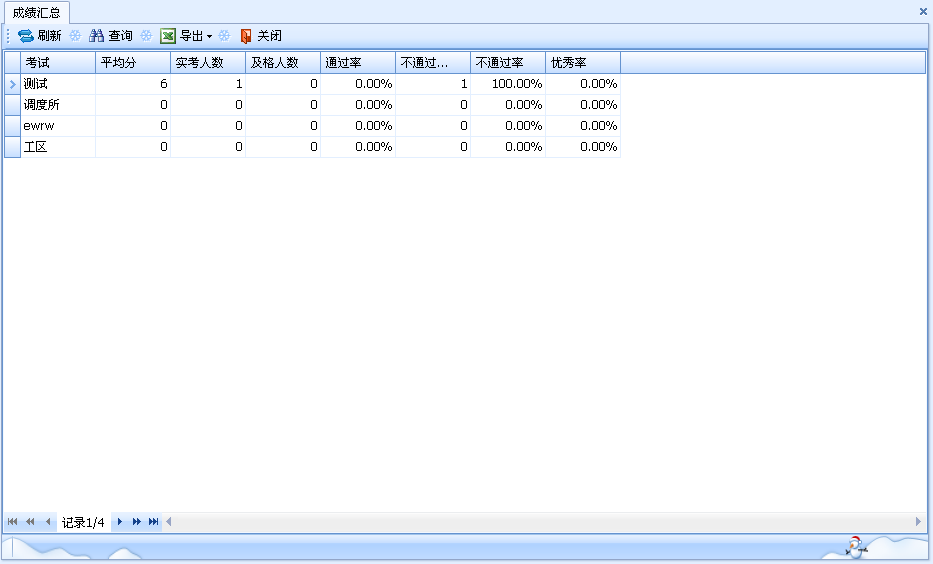 成绩汇总
刷新 查询 导出 关闭
考试 平均分 实考人数 及格人数 通过率 不通过... 不通过率 优秀率
测试 6 1 0 0.00% 1 100.00% 0.00%
调度所 0 0 0 0.00% 0 0.00% 0.00%
ewrw 0 0 0 0.00% 0 0.00% 0.00%
工区 0 0 0 0.00% 0 0.00% 0.00%
记录1/4